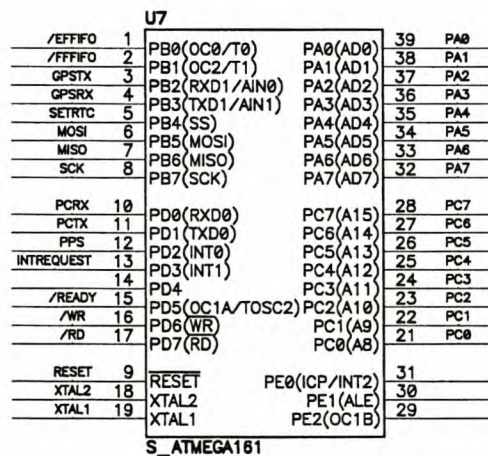 U7
/EFFIFO 1 PB0(OC0/T0) PA0(AD0) 39 PA0
/FFFIFO 2 PB1(OC2/T1) PA1(AD1) 38 PA1
GPSTX 3 PB2(RXD1/AIN0) PA2(AD2) 37 PA2
GPSRX 4 PB3(TXD1/AIN1) PA3(AD3) 36 PA3
SETRTC 5 PB4(SS) PA4(AD4) 35 PA4
MOSI 6 PB5(MOSI) PA5(AD5) 34 PA5
MISO 7 PB6(MISO) PA6(AD6) 33 PA6
SCK 8 PB7(SCK) PA7(AD7) 32 PA7
PCRX 10 PD0(RXD0) PC7(A15) 28 PC7
PCTX 11 PD1(TXD0) PC6(A14) 27 PC6
PPS 12 PD2(INT0) PC5(A13) 26 PC5
INTREQUEST 13 PD3(INT1) PC4(A12) 25 PC4
14 PD4 PC3(A11) 24 PC3
/READY 15 PD5(OC1A/TOSC2) PC2(A10) 23 PC2
/WR 16 PD6(WR) PC1(A9) 22 PC1
/RD 17 PD7(RD) PC0(A8) 21 PC0
RESET 9 RESET PE0(ICP/INT2) 31
XTAL2 18 XTAL2 PE1(ALE) 30
XTAL1 19 XTAL1 PE2(OC1B) 29
S_ATMEGA161